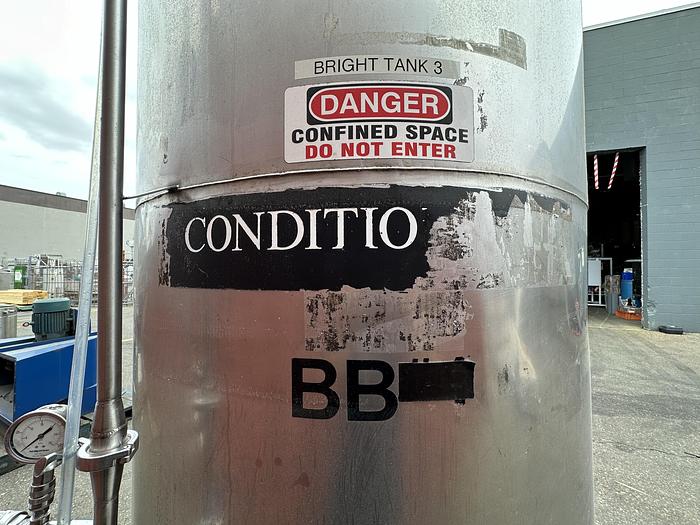 BRIGHT TANK 3
DANGER
CONFINED SPACE
DO NOT ENTER
CONDITIO
BB